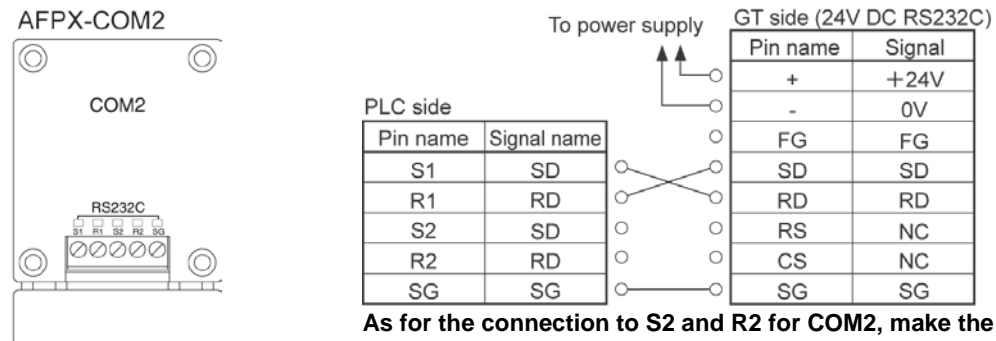 AFPX-COM2
COM2
RS232C
S1 R1 S2 R2 SG
To power supply
GT side (24V DC RS232C)
Pin name Signal
+ +24V
- 0V
FG FG
SD SD
RD RD
RS NC
CS NC
SG SG
PLC side
Pin name Signal name
S1 SD
R1 RD
S2 SD
R2 RD
SG SG
As for the connection to S2 and R2 for COM2, make the